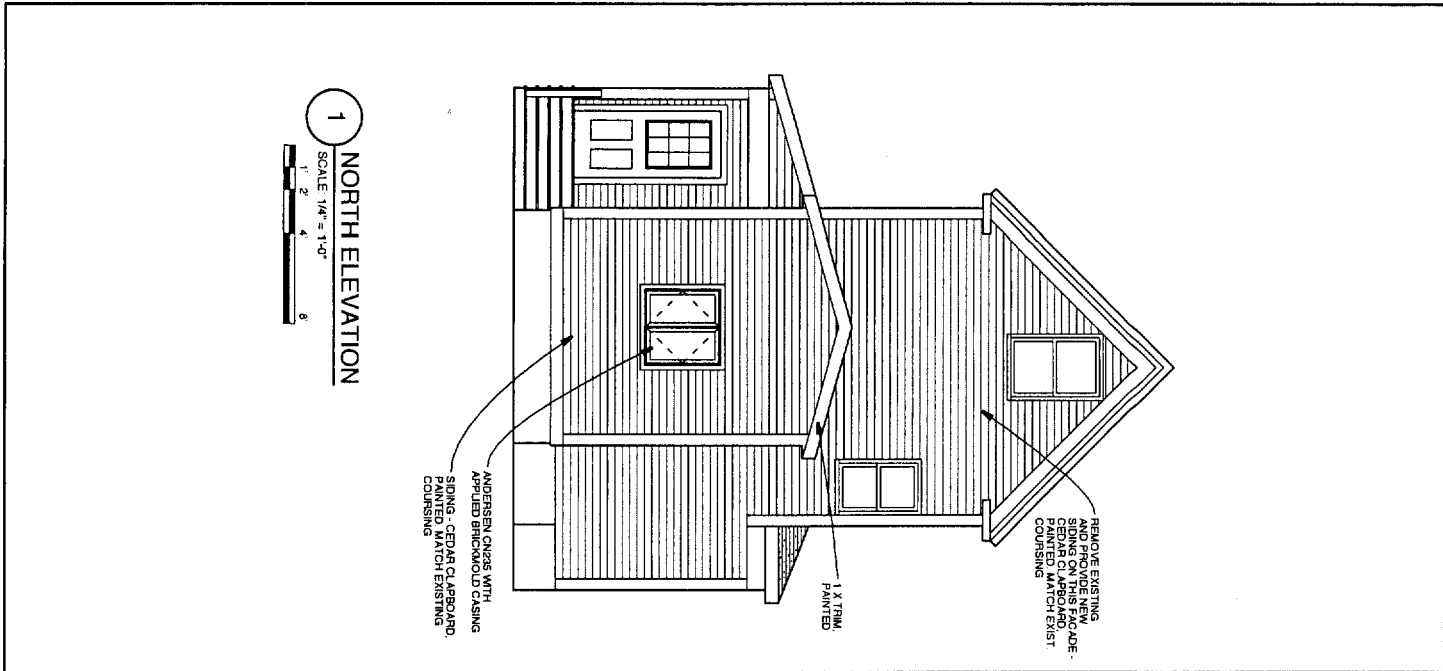 REMOVE EXISTING
AND PROVIDE NEW
SIDING ON THIS FACADE -
CEDAR CLAPBOARD,
PAINTED. MATCH EXIST.
COURSING
1 X TRIM,
PAINTED
ANDERSEN CN235 WITH
APPLIED BRICKMOLD CASING
SIDING - CEDAR CLAPBOARD,
PAINTED. MATCH EXISTING
COURSING
1
NORTH ELEVATION
SCALE: 1/4" = 1'-0"
1' 2' 4' 8'